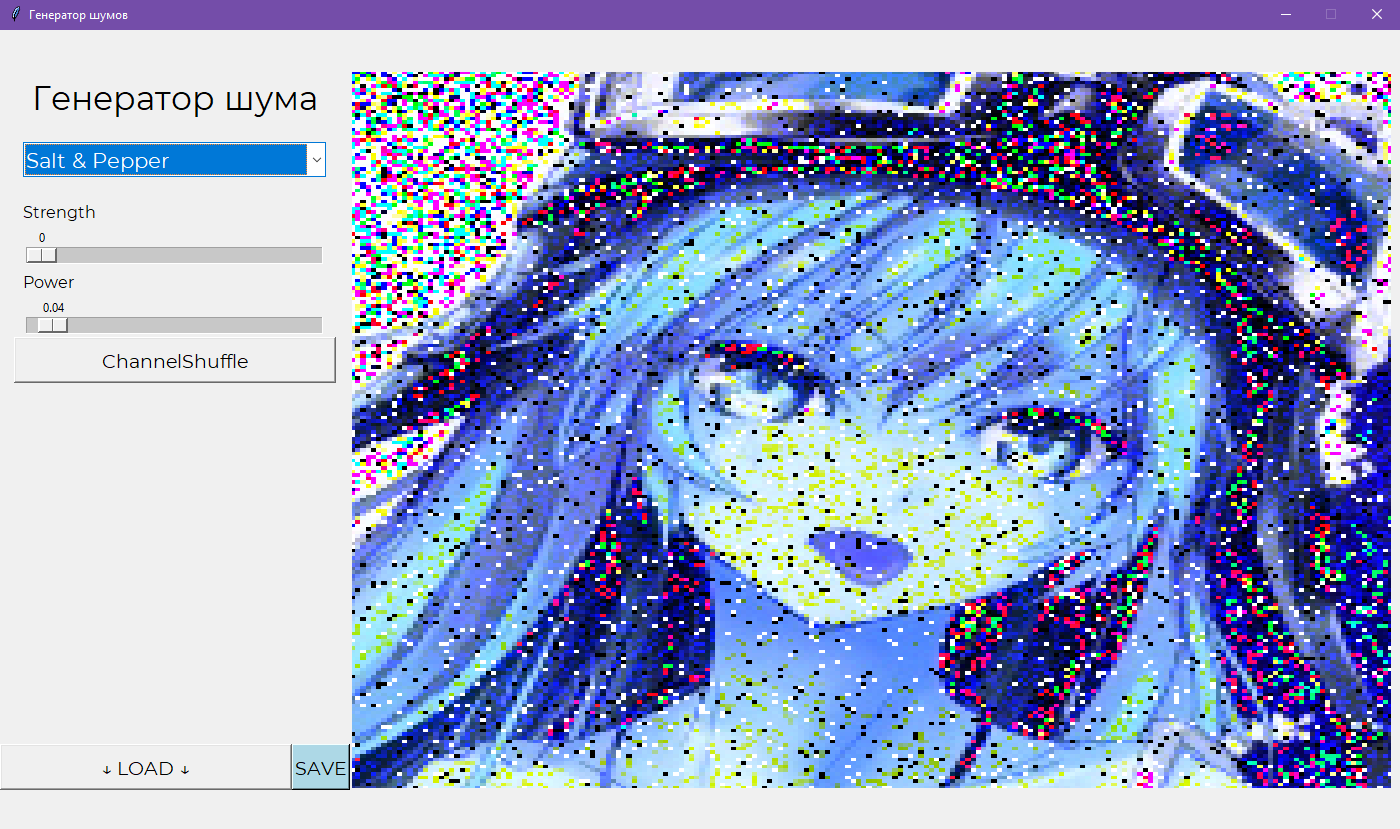 Генератор шумов
Генератор шума
Salt & Pepper
Strength
0
Power
0.04
ChannelShuffle
↓ LOAD ↓
SAVE